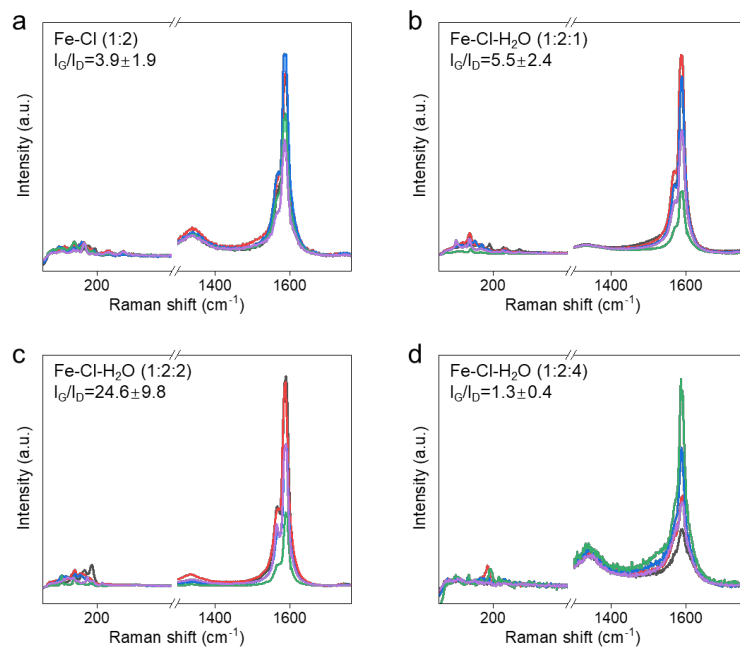 a
Fe-Cl (1:2)
I_G/I_D=3.9±1.9
Intensity (a.u.)
200
1400
1600
Raman shift (cm⁻¹)
b
Fe-Cl-H₂O (1:2:1)
I_G/I_D=5.5±2.4
Intensity (a.u.)
200
1400
1600
Raman shift (cm⁻¹)
c
Fe-Cl-H₂O (1:2:2)
I_G/I_D=24.6±9.8
Intensity (a.u.)
200
1400
1600
Raman shift (cm⁻¹)
d
Fe-Cl-H₂O (1:2:4)
I_G/I_D=1.3±0.4
Intensity (a.u.)
200
1400
1600
Raman shift (cm⁻¹)